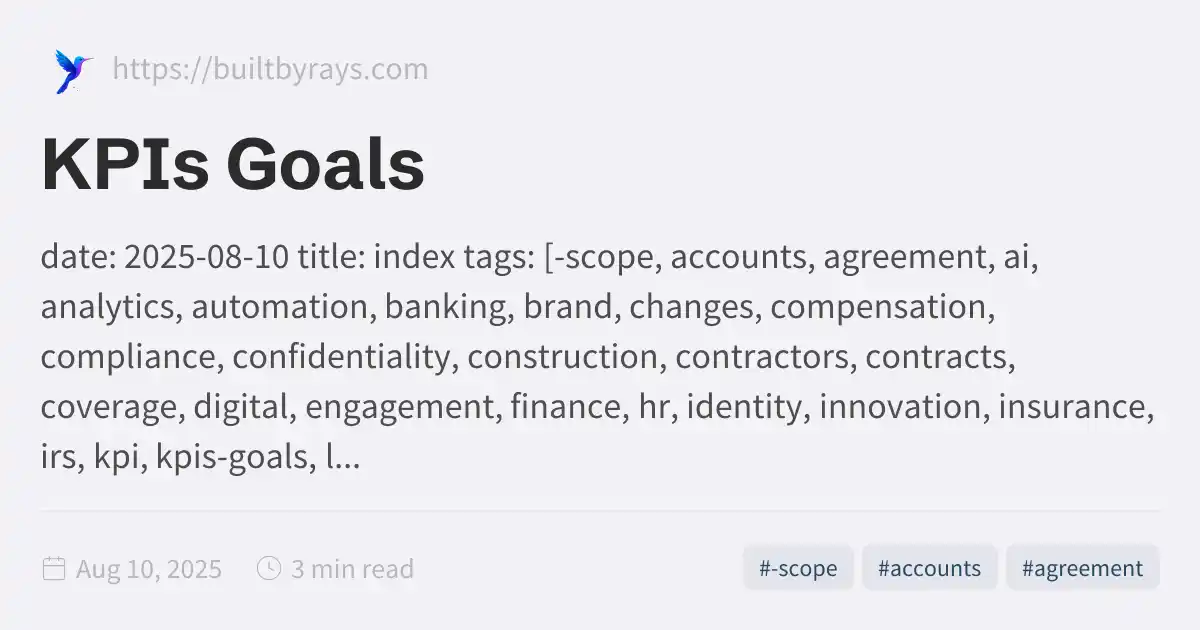 https://builtbyrays.com
KPIs Goals
date: 2025-08-10 title: index tags: [-scope, accounts, agreement, ai,
analytics, automation, banking, brand, changes, compensation,
compliance, confidentiality, construction, contractors, contracts,
coverage, digital, engagement, finance, hr, identity, innovation, insurance,
irs, kpi, kpis-goals, l...
Aug 10, 2025 3 min read #-scope #accounts #agreement